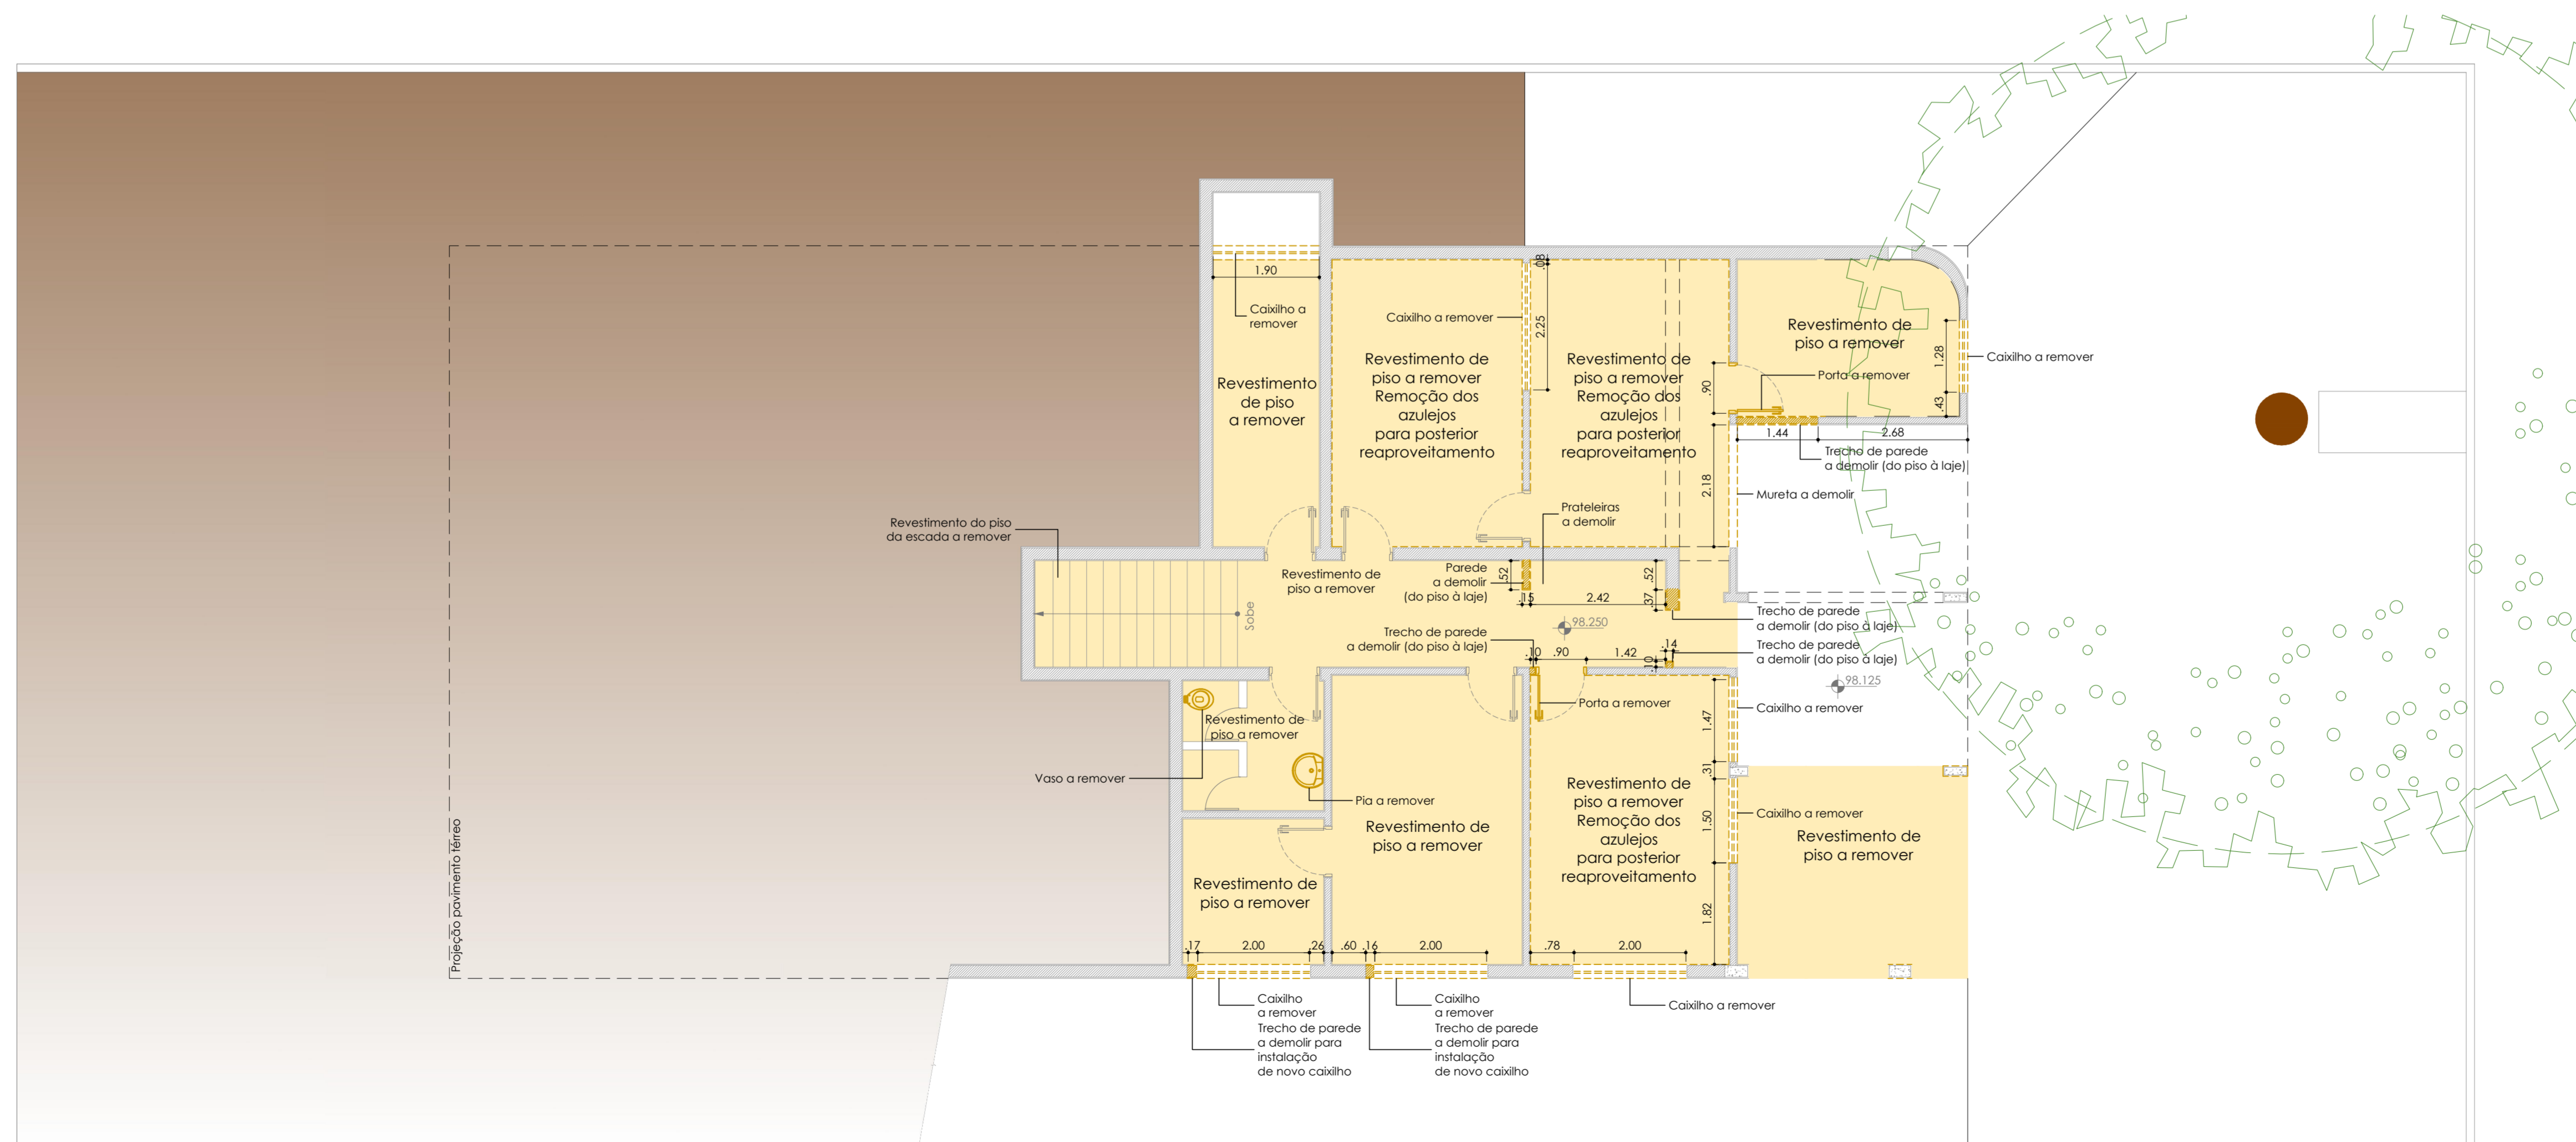 .08
1.90
Caixilho a
remover
Caixilho a remover
2.25
Revestimento de
piso a remover
1.28
Caixilho a remover
Porta a remover
.90
.43
Revestimento
de piso
a remover
Revestimento de
piso a remover
Remoção dos
azulejos
para posterior
reaproveitamento
Revestimento de
piso a remover
Remoção dos
azulejos
para posterior
reaproveitamento
1.44
2.68
Trecho de parede
a demolir (do piso à laje)
2.18
Mureta a demolir
Prateleiras
a demolir
Revestimento do piso
da escada a remover
Revestimento de
piso a remover
Parede
a demolir
(do piso à laje)
.52
.15
2.42
.52
.37
Sobe
98.250
Trecho de parede
a demolir (do piso à laje)
Trecho de parede
a demolir (do piso à laje)
Trecho de parede
a demolir (do piso à laje)
.10
.90
1.42
.14
.10
98.125
Porta a remover
1.47
Caixilho a remover
Revestimento de
piso a remover
Vaso a remover
Pia a remover
.31
Revestimento de
piso a remover
Remoção dos
azulejos
para posterior
reaproveitamento
1.50
Caixilho a remover
Revestimento de
piso a remover
Revestimento de
piso a remover
Revestimento de
piso a remover
1.82
Projeção pavimento térreo
.17
2.00
.26
.60
.16
2.00
.78
2.00
Caixilho
a remover
Trecho de parede
a demolir para
instalação
de novo caixilho
Caixilho
a remover
Trecho de parede
a demolir para
instalação
de novo caixilho
Caixilho a remover